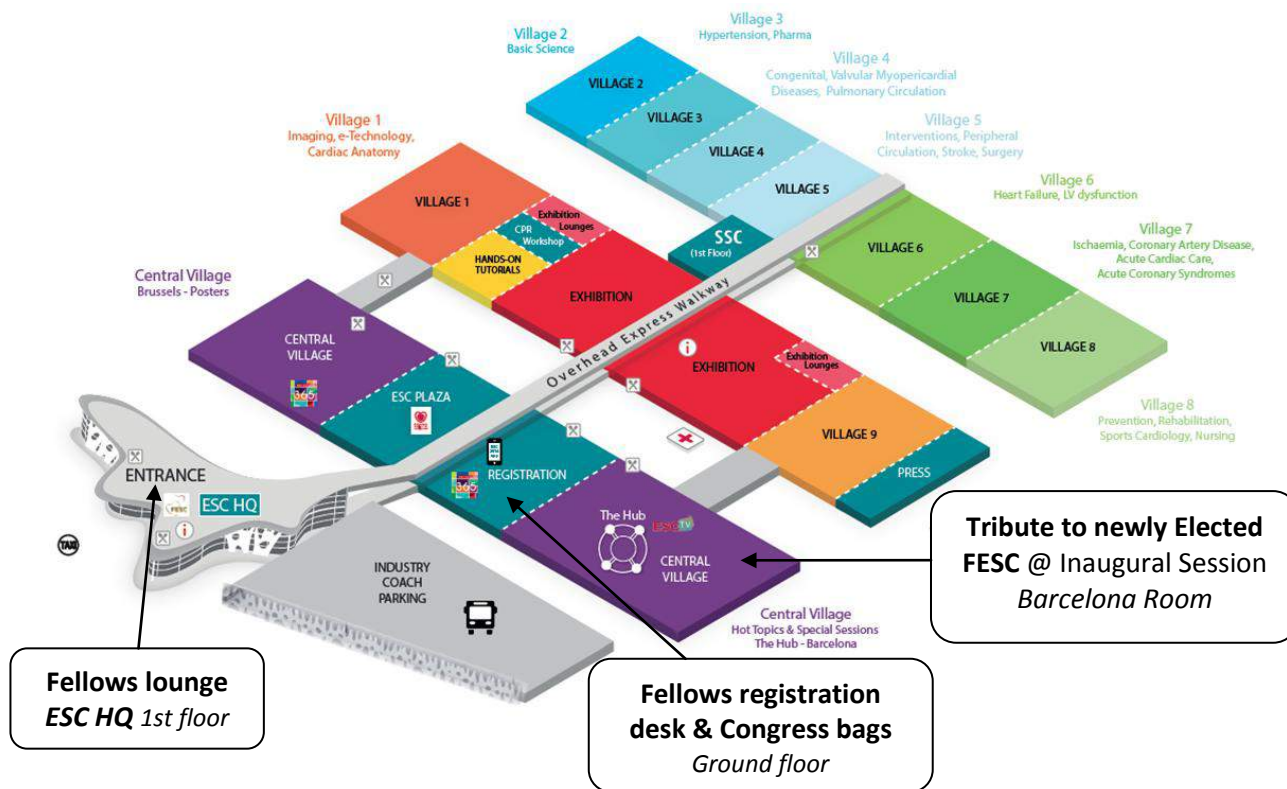 Village 3
Hypertension, Pharma
Village 2
Basic Science
Village 4
Congenital, Valvular Myopericardial
Diseases, Pulmonary Circulation
VILLAGE 2
Village 1
Imaging, e-Technology,
Cardiac Anatomy
VILLAGE 3
Village 5
Interventions, Peripheral
Circulation, Stroke, Surgery
VILLAGE 4
VILLAGE 5
Village 6
Heart Failure, LV dysfunction
VILLAGE 1
Exhibition
Lounges
CPR
Workshop
SSC
(1st Floor)
VILLAGE 6
Village 7
Ischaemia, Coronary Artery Disease,
Acute Cardiac Care,
Acute Coronary Syndromes
HANDS-ON
TUTORIALS
Central Village
Brussels - Posters
EXHIBITION
VILLAGE 7
Overhead Express Walkway
CENTRAL
VILLAGE
VILLAGE 8
EXHIBITION
Exhibition
Lounges
365
ESC PLAZA
Village 8
Prevention, Rehabilitation,
Sports Cardiology, Nursing
VILLAGE 9
ENTRANCE
REGISTRATION
365
PRESS
FESC
ESC HQ
i
The Hub
ESC TV
CENTRAL
VILLAGE
TAXI
INDUSTRY
COACH
PARKING
Tribute to newly Elected
FESC @ Inaugural Session
Barcelona Room
Central Village
Hot Topics & Special Sessions
The Hub - Barcelona
Fellows lounge
ESC HQ 1st floor
Fellows registration
desk & Congress bags
Ground floor